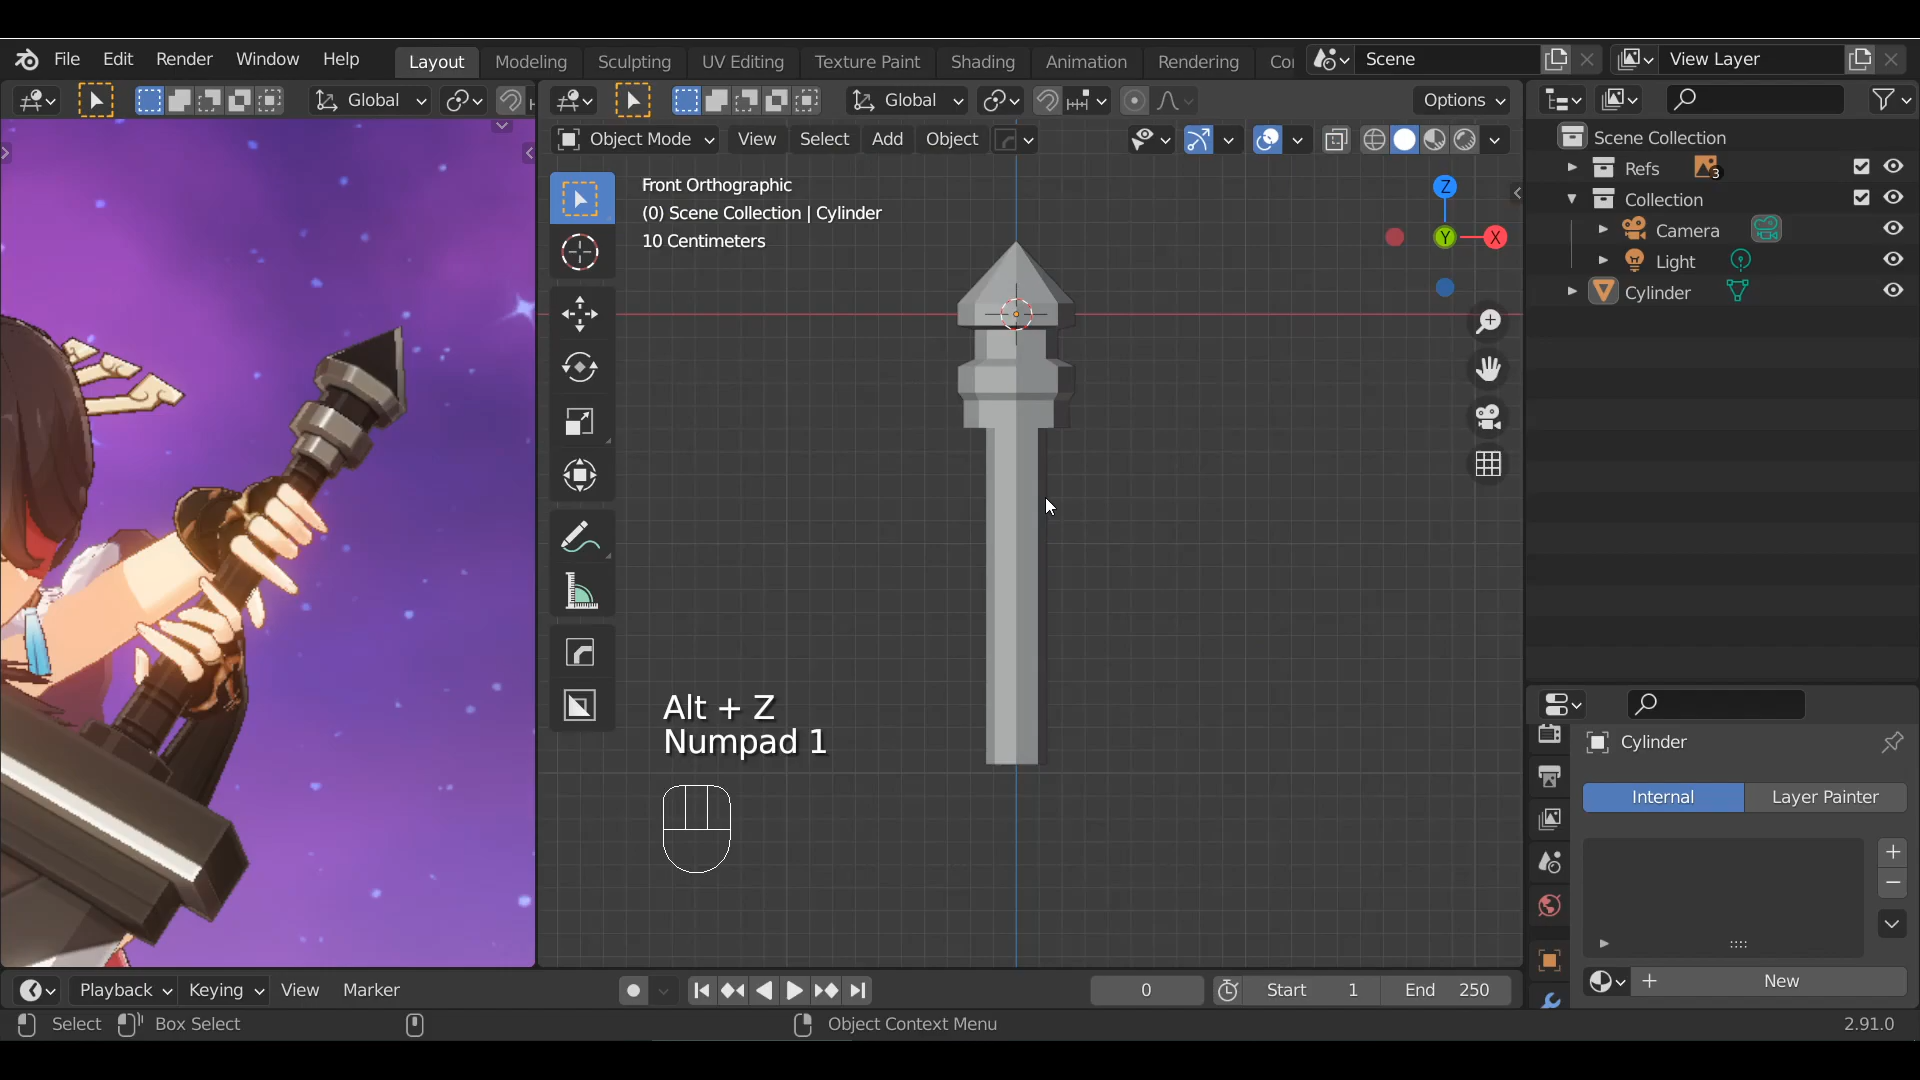 File Edit Render Window Help Layout Modeling Sculpting UV Editing Texture Paint Shading Animation Rendering Co Scene View Layer
Global Global Options
Object Mode View Select Add Object
Scene Collection
Refs 3
Collection
Camera
Light
Cylinder
Front Orthographic
(0) Scene Collection | Cylinder
10 Centimeters
Z
Y
X
Alt + Z
Numpad 1
Cylinder
Internal Layer Painter
New
Playback Keying View Marker 0 Start 1 End 250
Select Box Select Object Context Menu 2.91.0